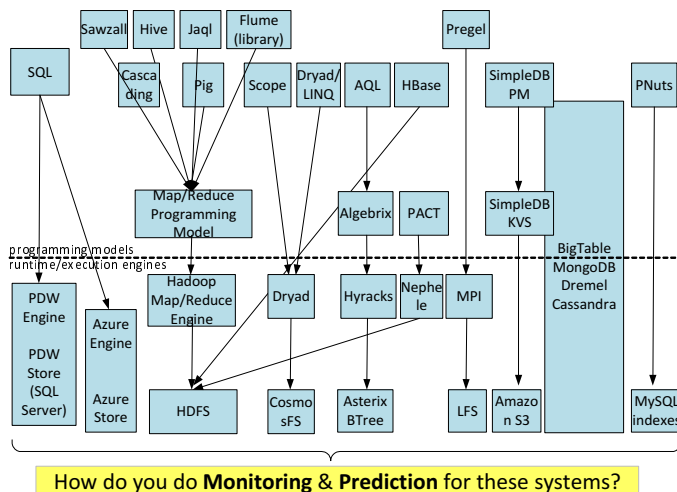 Sawzall
Hive
Jaql
Flume
(library)
Pregel
SQL
Casca
ding
Pig
Scope
Dryad/
LINQ
AQL
HBase
SimpleDB
PM
PNuts
Map/Reduce
Programming
Model
Algebrix
PACT
SimpleDB
KVS
programming models
runtime/execution engines
BigTable
MongoDB
Dremel
Cassandra
PDW
Engine
PDW
Store
(SQL
Server)
Azure
Engine
Azure
Store
Hadoop
Map/Reduce
Engine
Dryad
Hyracks
Nephe
le
MPI
HDFS
Cosmo
sFS
Asterix
BTree
LFS
Amazo
n S3
MySQL
indexes
How do you do Monitoring & Prediction for these systems?